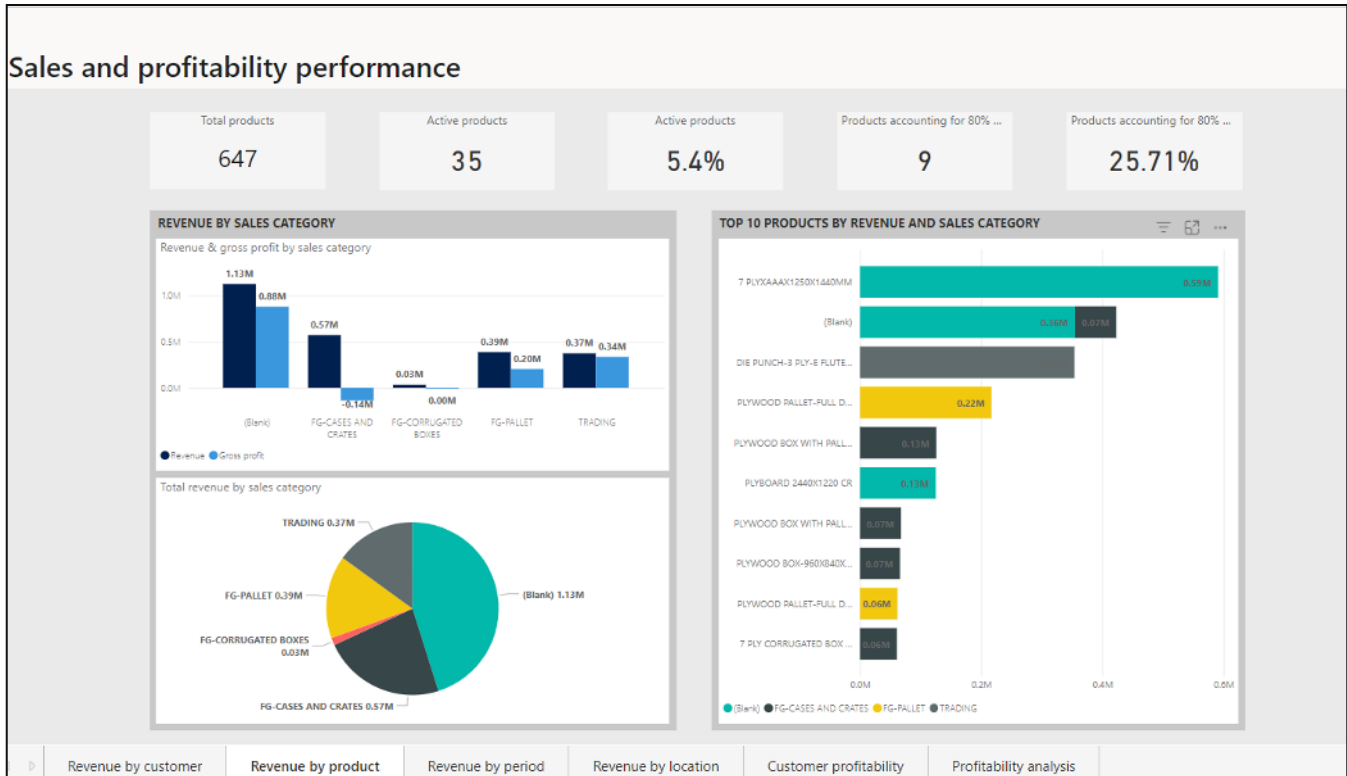 Sales and profitability performance
Total products
647
Active products
35
Active products
5.4%
Products accounting for 80% ...
9
Products accounting for 80% ...
25.71%
REVENUE BY SALES CATEGORY
Revenue & gross profit by sales category
1.13M
0.88M
0.57M
-0.14M
0.03M
0.00M
0.39M
0.20M
0.37M
0.34M
1.0M
0.5M
0.0M
(Blank)
FG-CASES AND
CRATES
FG-CORRUGATED
BOXES
FG-PALLET
TRADING
Revenue
Gross profit
Total revenue by sales category
TRADING 0.37M
FG-PALLET 0.39M
FG-CORRUGATED BOXES
0.03M
FG-CASES AND CRATES 0.57M
(Blank) 1.13M
TOP 10 PRODUCTS BY REVENUE AND SALES CATEGORY
...
7 PLYXAAAX1250X1440MM
0.59M
(Blank)
0.36M
0.07M
DIE PUNCH-3 PLY-E FLUTE...
PLYWOOD PALLET-FULL D...
0.22M
PLYWOOD BOX WITH PALL...
0.13M
PLYBOARD 2440X1220 CR
0.13M
PLYWOOD BOX WITH PALL...
0.07M
PLYWOOD BOX-960X840X...
0.07M
PLYWOOD PALLET-FULL D...
0.06M
7 PLY CORRUGATED BOX ...
0.06M
0.0M
0.2M
0.4M
0.6M
(Blank)
FG-CASES AND CRATES
FG-PALLET
TRADING
Revenue by customer
Revenue by product
Revenue by period
Revenue by location
Customer profitability
Profitability analysis